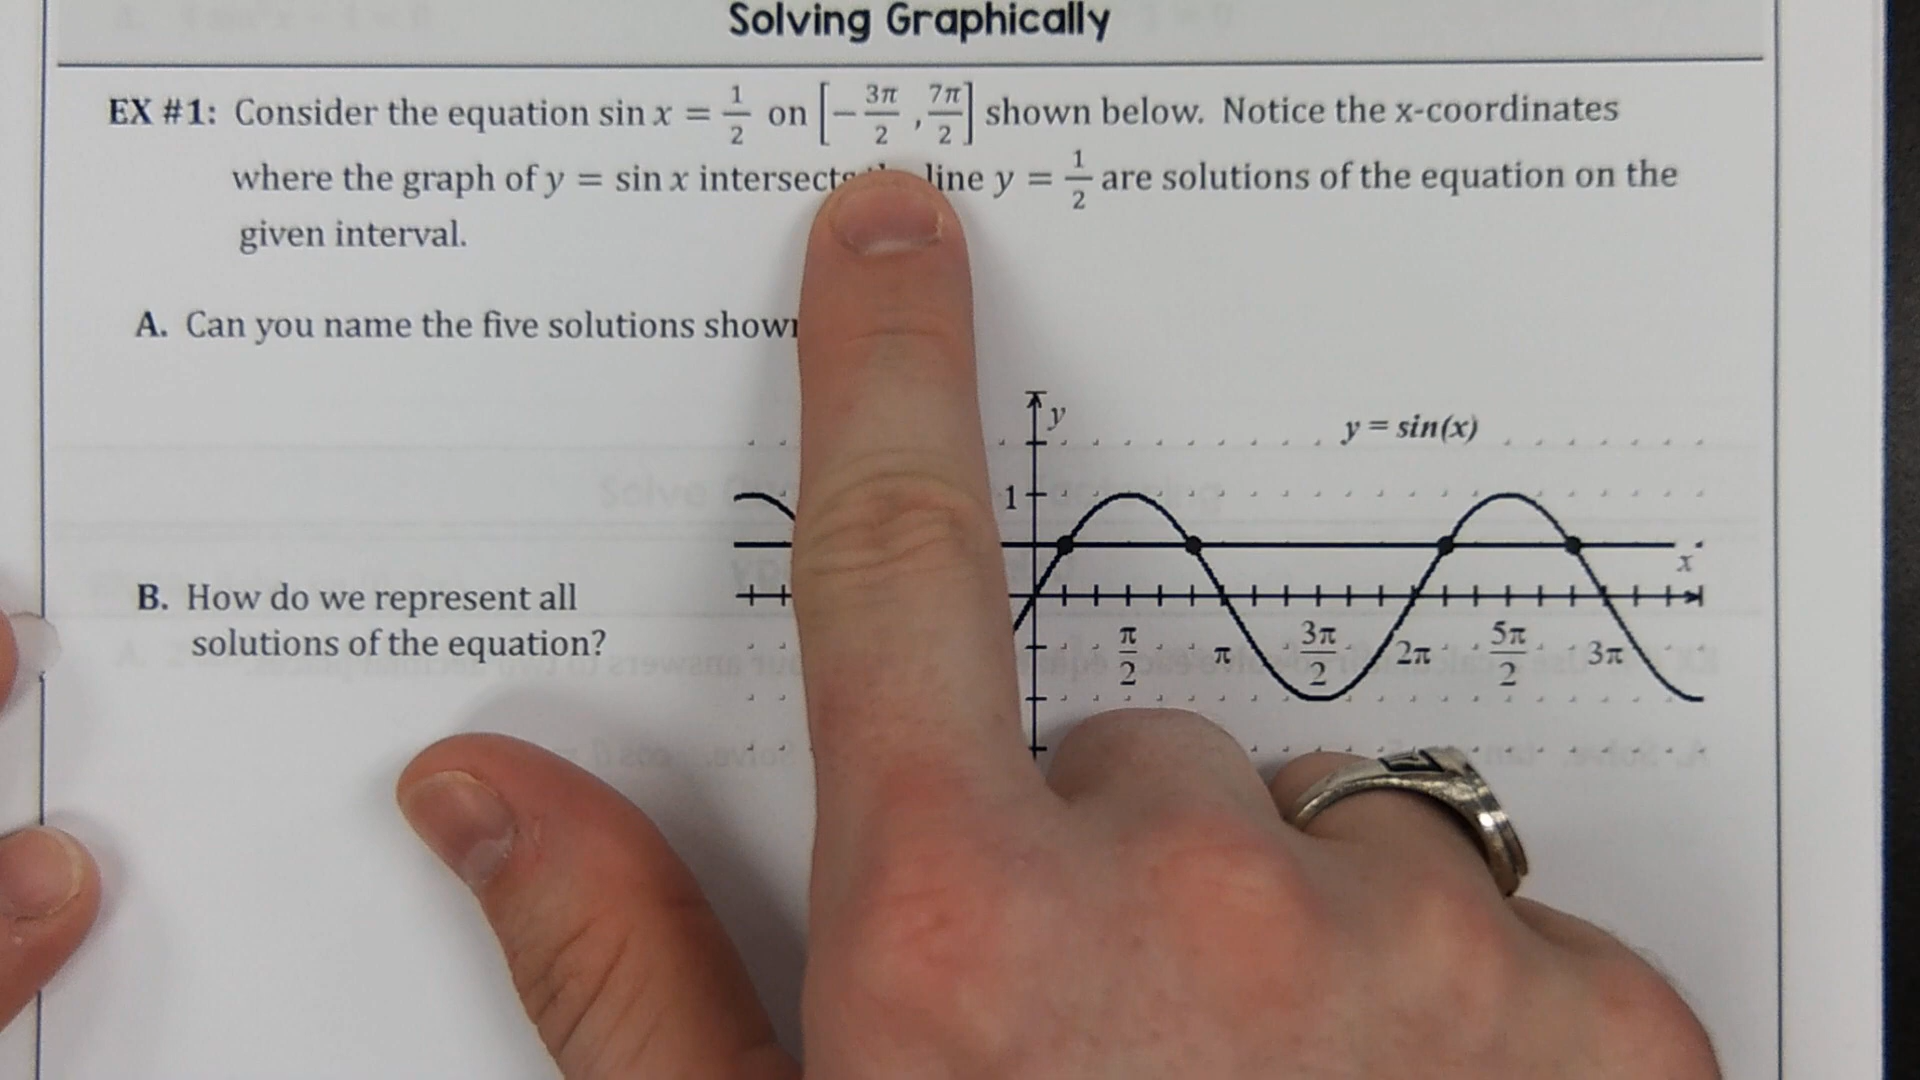 Solving Graphically
EX #1: Consider the equation sin x = 1/2 on [−3π/2, 7π/2] shown below. Notice the x-coordinates
where the graph of y = sin x intersects line y = 1/2 are solutions of the equation on the
given interval.
A. Can you name the five solutions shown
y
y = sin(x)
1
x
B. How do we represent all
solutions of the equation?
π/2 π 3π/2 2π 5π/2 3π